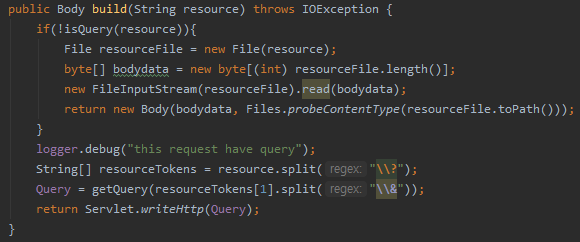 public Body build(String resource) throws IOException {
if(!isQuery(resource)){
File resourceFile = new File(resource);
byte[] bodydata = new byte[(int) resourceFile.length()];
new FileInputStream(resourceFile).read(bodydata);
return new Body(bodydata, Files.probeContentType(resourceFile.toPath()));
}
logger.debug("this request have query");
String[] resourceTokens = resource.split( regex: "\\?");
Query = getQuery(resourceTokens[1].split( regex: "\\&"));
return Servlet.writeHttp(Query);
}